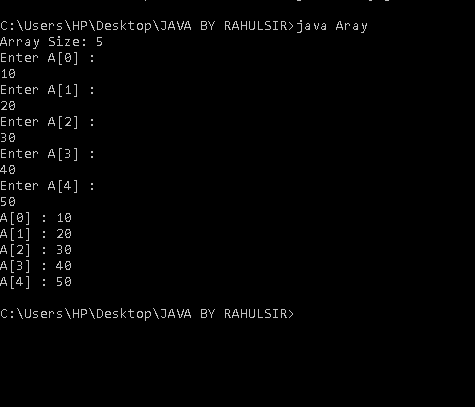 C:\Users\HP\Desktop\JAVA BY RAHULSIR>java Aray
Array Size: 5
Enter A[0] :
10
Enter A[1] :
20
Enter A[2] :
30
Enter A[3] :
40
Enter A[4] :
50
A[0] : 10
A[1] : 20
A[2] : 30
A[3] : 40
A[4] : 50
C:\Users\HP\Desktop\JAVA BY RAHULSIR>